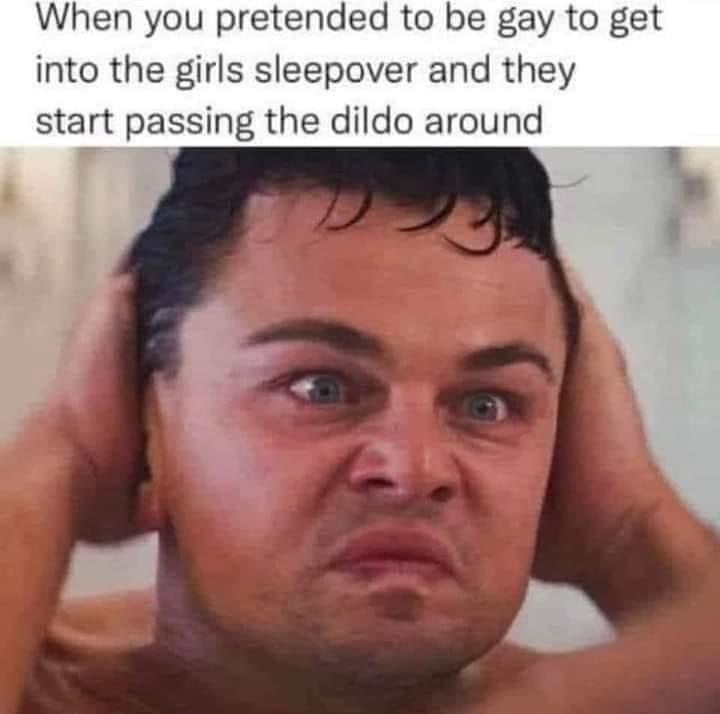 When you pretended to be gay to get
into the girls sleepover and they
start passing the dildo around